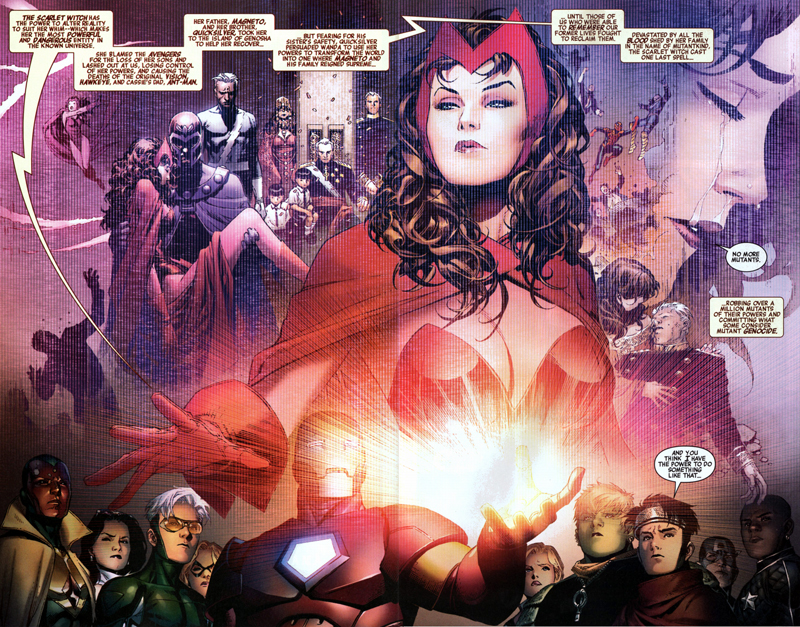 THE SCARLET WITCH HAS
THE POWER TO ALTER REALITY
TO SUIT HER WHIM--WHICH MAKES
HER THE MOST POWERFUL
AND DANGEROUS ENTITY IN
THE KNOWN UNIVERSE.
SHE BLAMED THE AVENGERS
FOR THE LOSS OF HER SONS AND
LASHED OUT AT US, LOSING CONTROL
OF HER POWERS, AND CAUSING THE
DEATHS OF THE ORIGINAL VISION,
HAWKEYE, AND CASSIE'S DAD, ANT-MAN.
HER FATHER, MAGNETO,
AND HER BROTHER,
QUICKSILVER, TOOK HER
TO THE ISLAND OF GENOSHA
TO HELP HER RECOVER...
...BUT FEARING FOR HIS
SISTER'S SAFETY, QUICKSILVER
PERSUADED WANDA TO USE HER
POWERS TO TRANSFORM THE WORLD
INTO ONE WHERE MAGNETO AND
HIS FAMILY REIGNED SUPREME...
... UNTIL THOSE OF
US WHO WERE ABLE
TO REMEMBER OUR
FORMER LIVES FOUGHT
TO RECLAIM THEM.
DEVASTATED BY ALL THE
BLOOD SHED BY HER FAMILY
IN THE NAME OF MUTANTKIND,
THE SCARLET WITCH CAST
ONE LAST SPELL...
NO MORE
MUTANTS.
...ROBBING OVER A
MILLION MUTANTS
OF THEIR POWERS AND
COMMITTING WHAT
SOME CONSIDER
MUTANT GENOCIDE.
AND YOU
THINK I HAVE
THE POWER TO DO
SOMETHING
LIKE THAT...